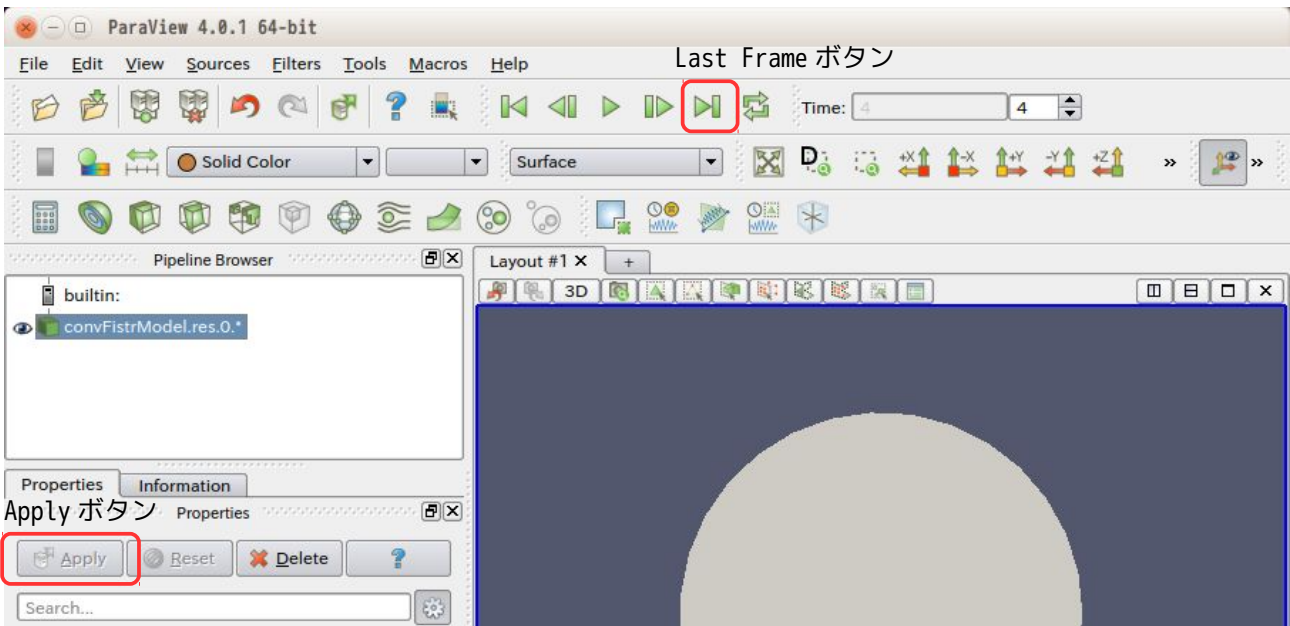 ParaView 4.0.1 64-bit
File Edit View Sources Filters Tools Macros Help
Last Frame ボタン
Time: 4 4
Solid Color Surface +X -X +Y -Y +Z »  »
Pipeline Browser
Layout #1 +
builtin:
3D
convFistrModel.res.0.*
Properties Information
Apply ボタン Properties
Apply Reset Delete ?
Search...